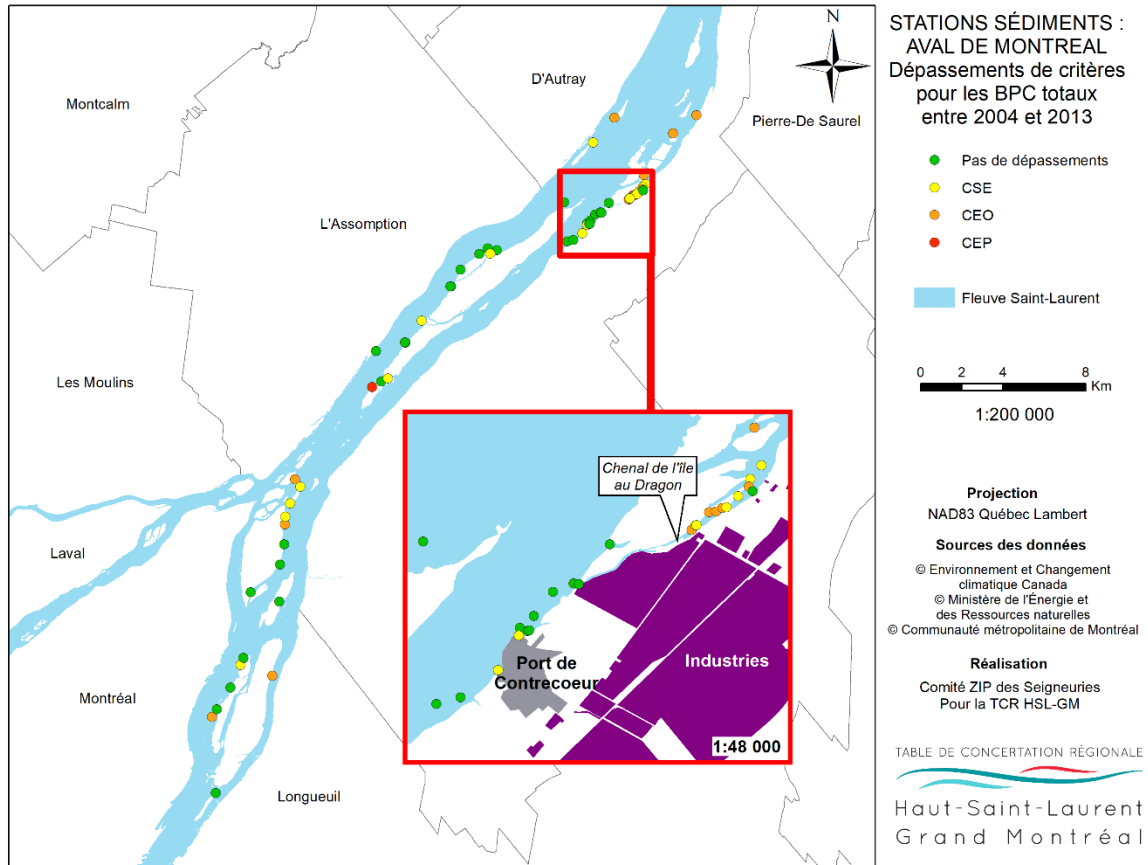 Montcalm
D'Autray
Pierre-De Saurel
L'Assomption
Les Moulins
Laval
Montréal
Longueuil
N
Chenal de l'île
au Dragon
Port de
Contrecoeur
Industries
1:48 000
STATIONS SÉDIMENTS :
AVAL DE MONTREAL
Dépassements de critères
pour les BPC totaux
entre 2004 et 2013
Pas de dépassements
CSE
CEO
CEP
Fleuve Saint-Laurent
0 2 4 8
Km
1:200 000
Projection
NAD83 Québec Lambert
Sources des données
© Environnement et Changement
climatique Canada
© Ministère de l'Énergie et
des Ressources naturelles
© Communauté métropolitaine de Montréal
Réalisation
Comité ZIP des Seigneuries
Pour la TCR HSL-GM
TABLE DE CONCERTATION RÉGIONALE
Haut-Saint-Laurent
Grand Montréal